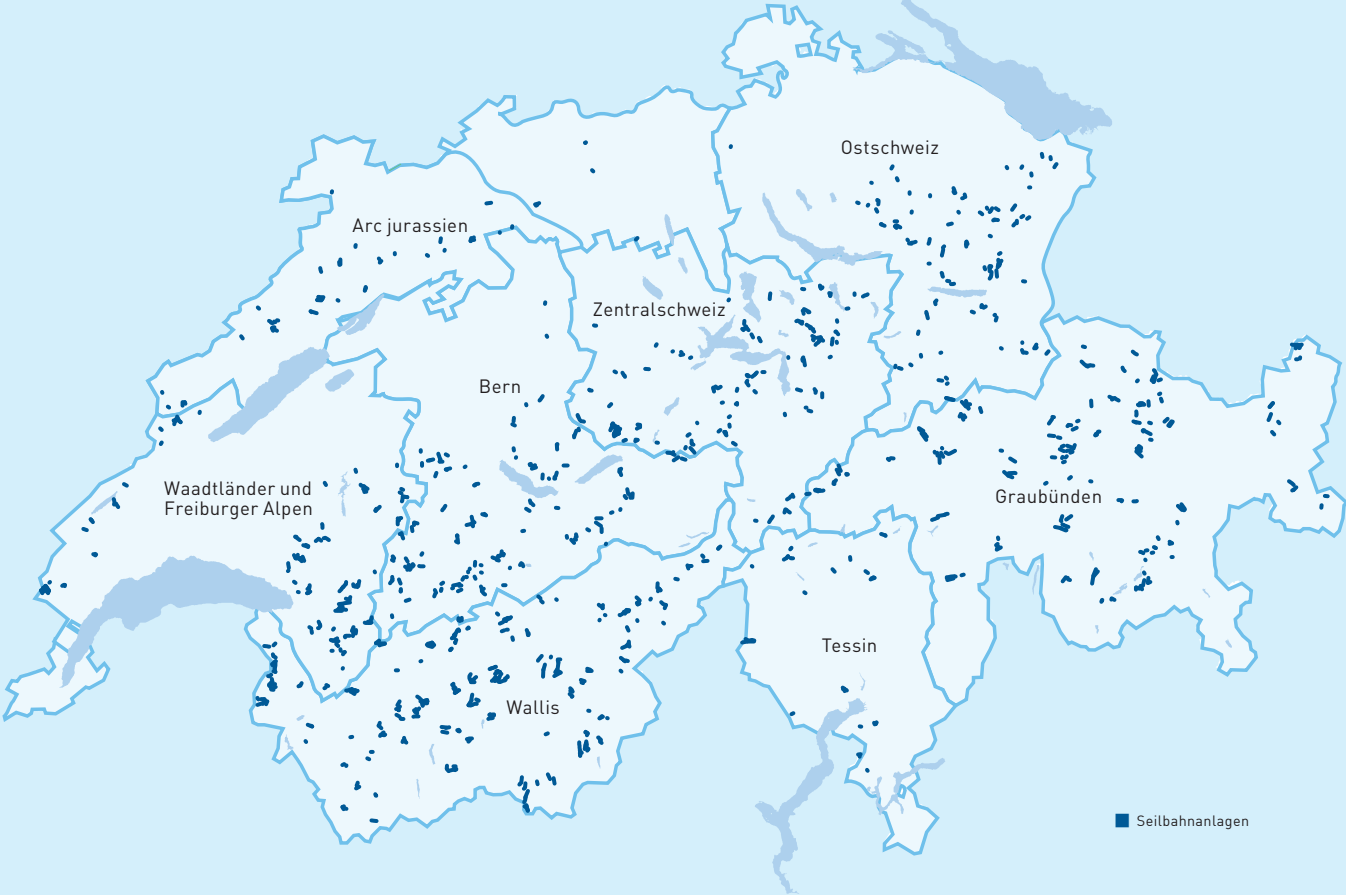 Ostschweiz
Arc jurassien
Zentralschweiz
Bern
Waadtländer und
Freiburger Alpen
Graubünden
Tessin
Wallis
Seilbahnanlagen